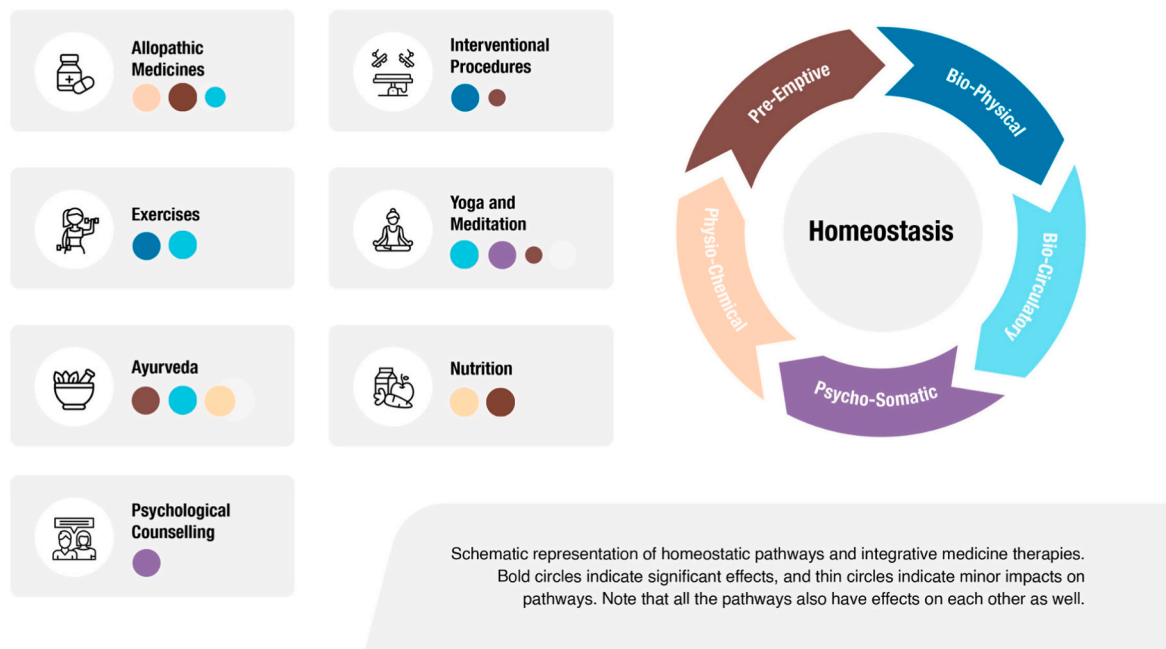 Allopathic
Medicines
Interventional
Procedures
Exercises
Yoga and
Meditation
Ayurveda
Nutrition
Psychological
Counselling
Pre-Emptive
Bio-Physical
Bio-Circulatory
Psycho-Somatic
Physio-Chemical
Homeostasis
Schematic representation of homeostatic pathways and integrative medicine therapies.
Bold circles indicate significant effects, and thin circles indicate minor impacts on
pathways. Note that all the pathways also have effects on each other as well.